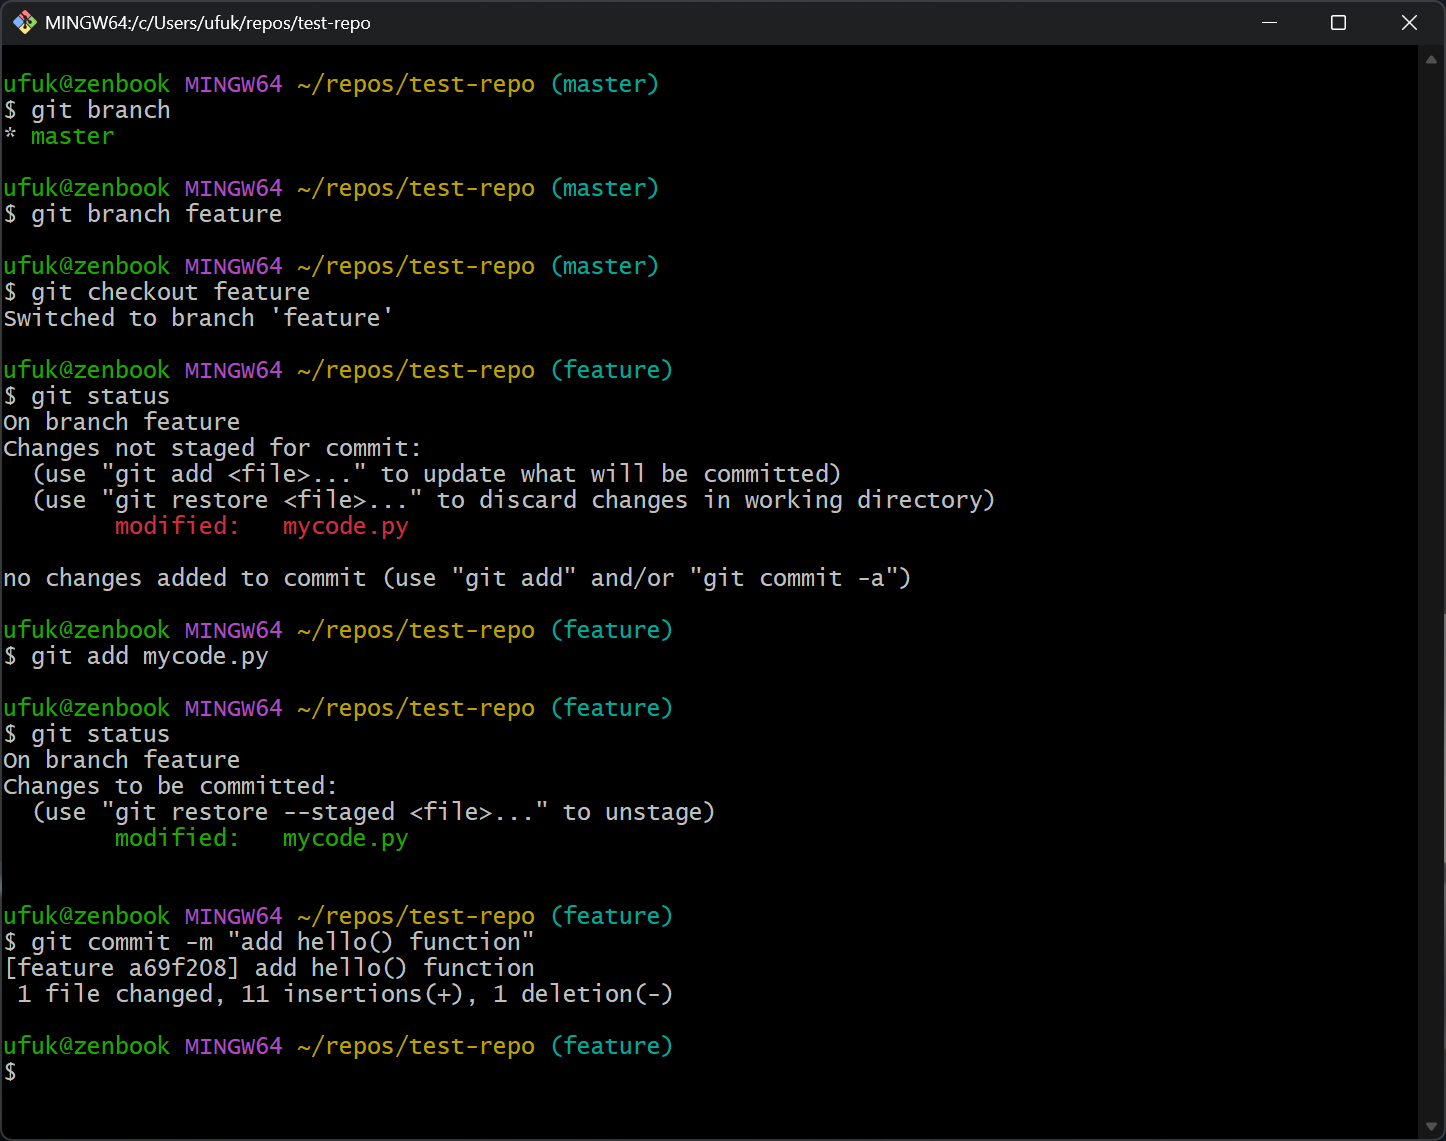 MINGW64:/c/Users/ufuk/repos/test-repo
ufuk@zenbook MINGW64 ~/repos/test-repo (master)
$ git branch
* master
ufuk@zenbook MINGW64 ~/repos/test-repo (master)
$ git branch feature
ufuk@zenbook MINGW64 ~/repos/test-repo (master)
$ git checkout feature
Switched to branch 'feature'
ufuk@zenbook MINGW64 ~/repos/test-repo (feature)
$ git status
On branch feature
Changes not staged for commit:
  (use "git add <file>..." to update what will be committed)
  (use "git restore <file>..." to discard changes in working directory)
        modified:   mycode.py
no changes added to commit (use "git add" and/or "git commit -a")
ufuk@zenbook MINGW64 ~/repos/test-repo (feature)
$ git add mycode.py
ufuk@zenbook MINGW64 ~/repos/test-repo (feature)
$ git status
On branch feature
Changes to be committed:
  (use "git restore --staged <file>..." to unstage)
        modified:   mycode.py
ufuk@zenbook MINGW64 ~/repos/test-repo (feature)
$ git commit -m "add hello() function"
[feature a69f208] add hello() function
 1 file changed, 11 insertions(+), 1 deletion(-)
ufuk@zenbook MINGW64 ~/repos/test-repo (feature)
$